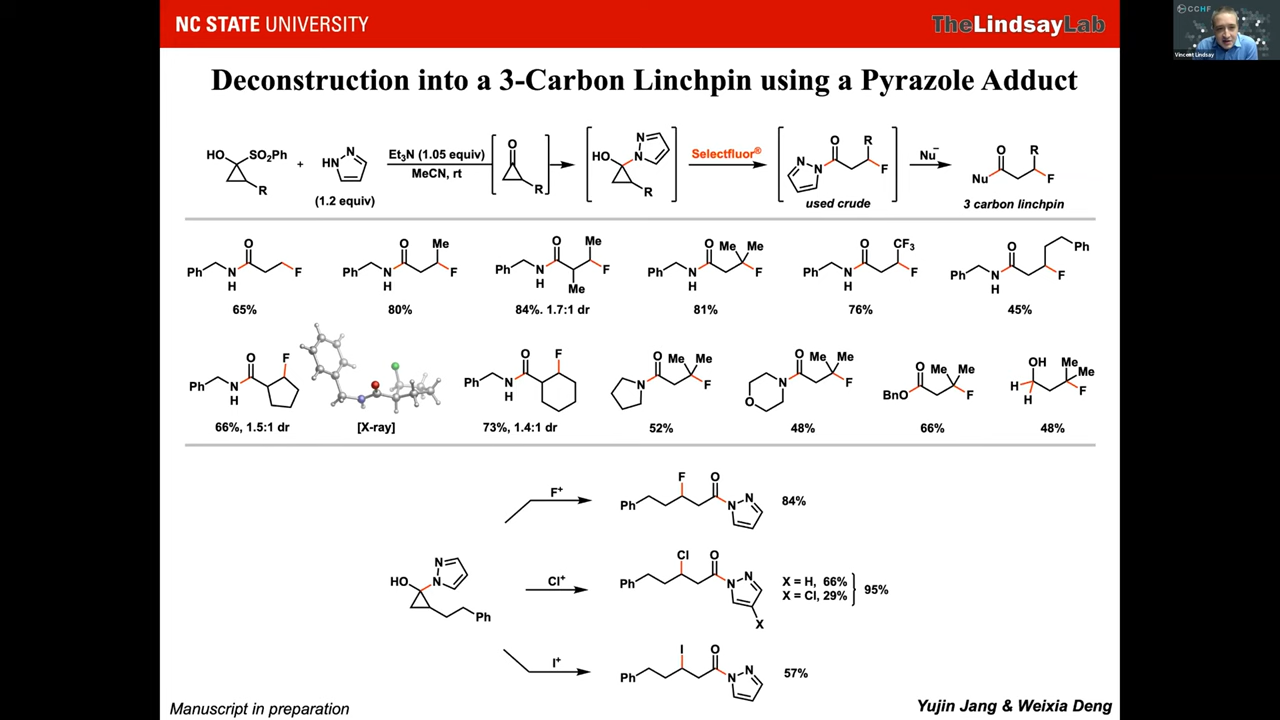 NC STATE UNIVERSITY
TheLindsayLab
CCHF
Vincent Lindsay
Deconstruction into a 3-Carbon Linchpin using a Pyrazole Adduct
HO SO2Ph R + HN N (1.2 equiv)
Et3N (1.05 equiv)
MeCN, rt
O R
HO N N R
Selectfluor®
N N O R F
used crude
Nu−
Nu O R F
3 carbon linchpin
Ph N H O F
65%
Ph N H O Me F
80%
Ph N H O Me Me F
84%. 1.7:1 dr
Ph N H O Me Me F
81%
Ph N H O CF3 F
76%
Ph N H O F Ph
45%
Ph N H O F
66%, 1.5:1 dr
[X-ray]
Ph N H O F
73%, 1.4:1 dr
N O Me Me F
52%
O N O Me Me F
48%
BnO O Me Me F
66%
OH H H Me Me F
48%
HO N N Ph
F+
Ph F O N N
84%
Cl+
Ph Cl O N N X
X = H, 66%
X = Cl, 29%
95%
I+
Ph I O N N
57%
Manuscript in preparation
Yujin Jang & Weixia Deng